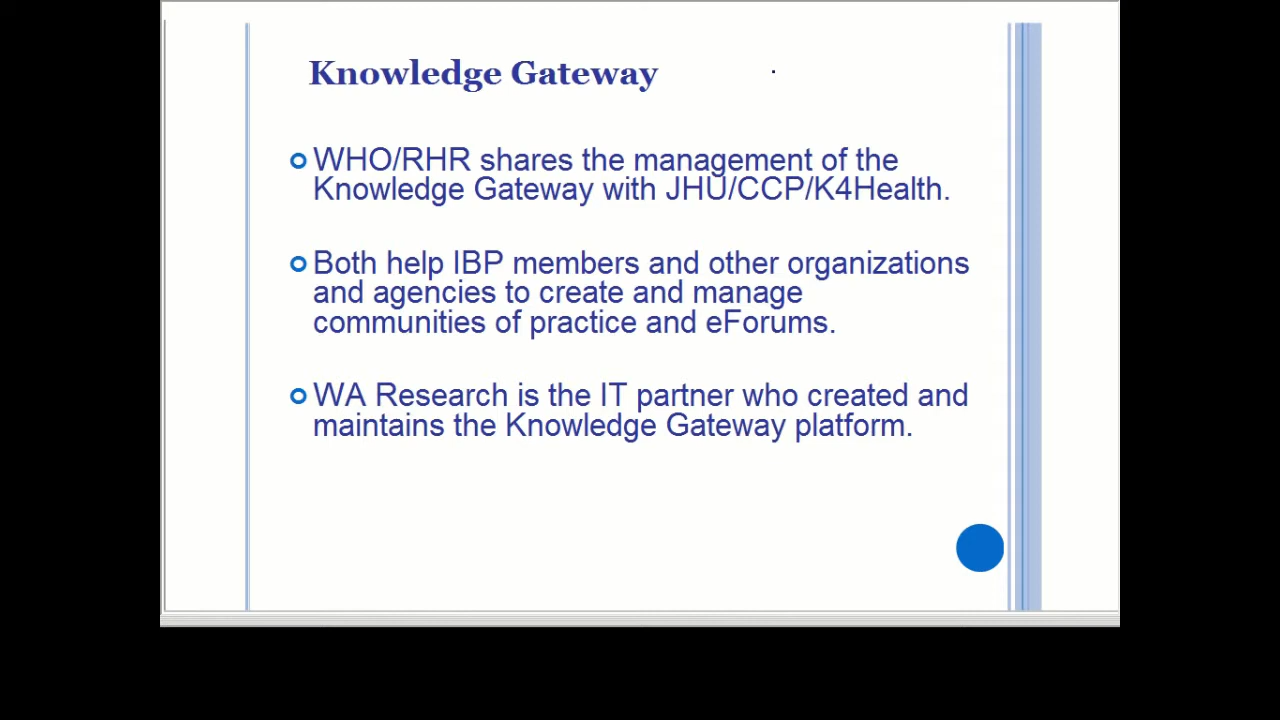 Knowledge Gateway
WHO/RHR shares the management of the
Knowledge Gateway with JHU/CCP/K4Health.
Both help IBP members and other organizations
and agencies to create and manage
communities of practice and eForums.
WA Research is the IT partner who created and
maintains the Knowledge Gateway platform.